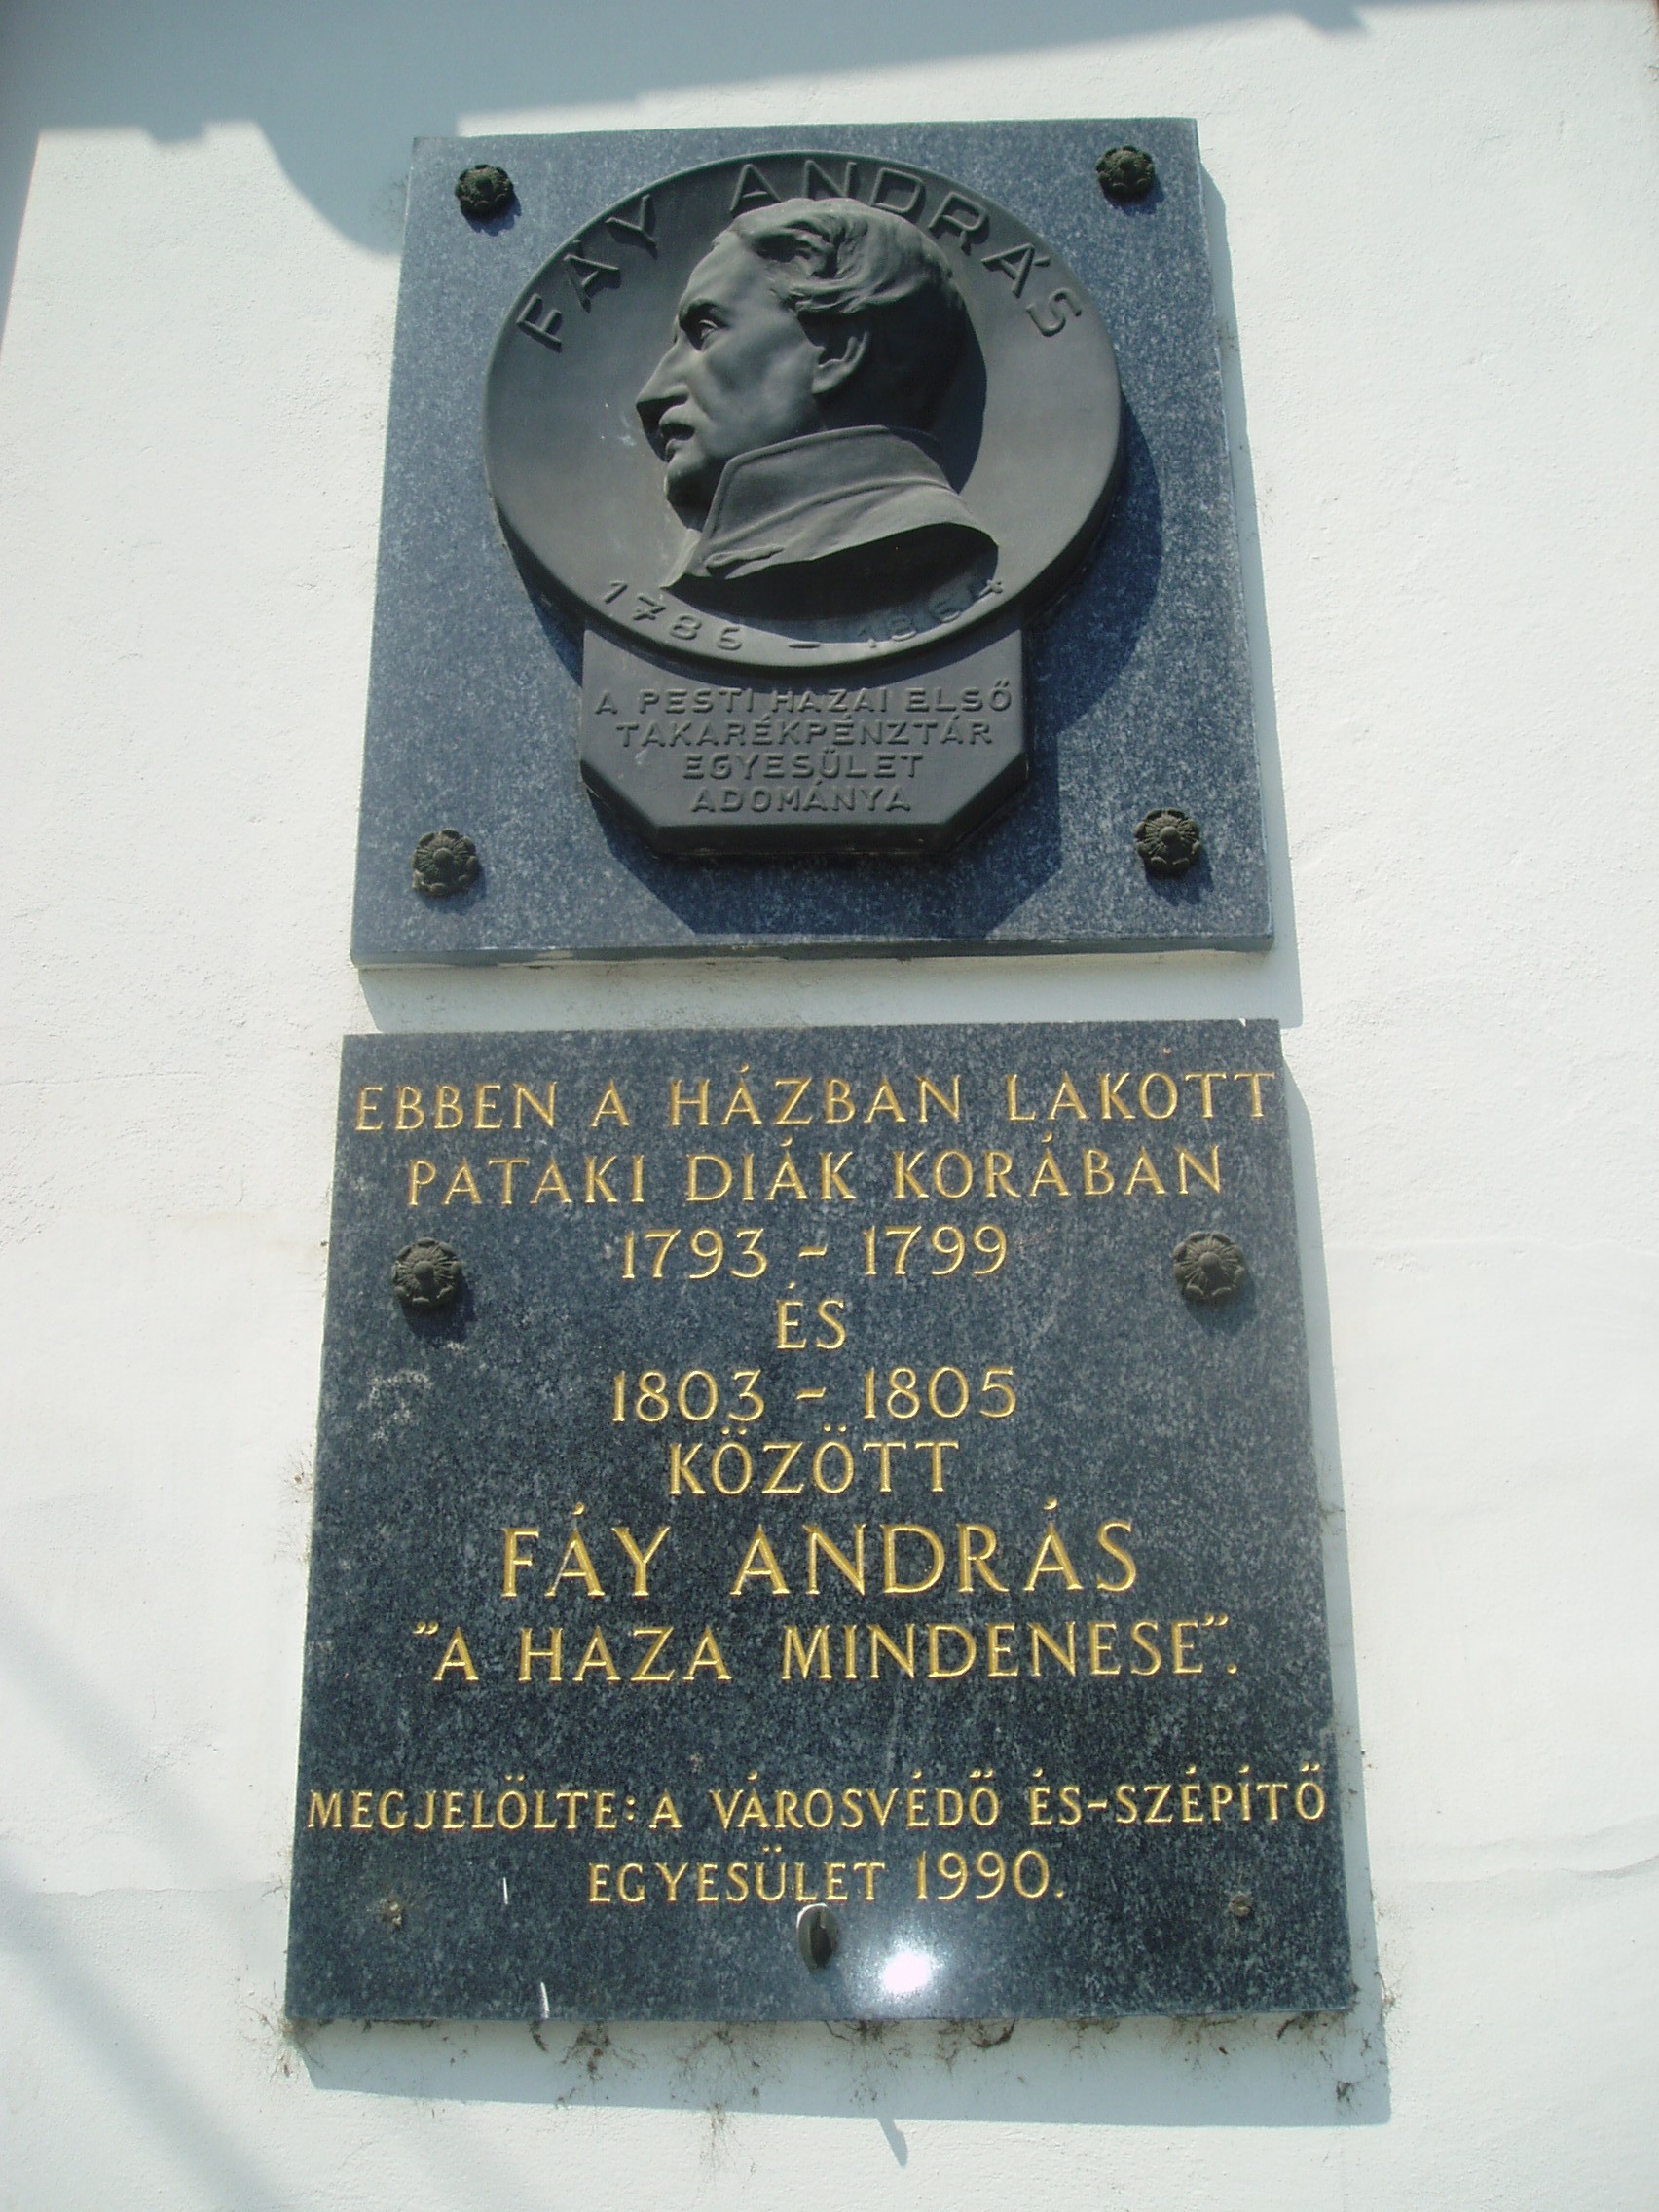 FÁY ANDRÁS
1786 - 1864
A PESTI HAZAI ELSŐ
TAKARÉKPÉNZTÁR
EGYESÜLET
ADOMÁNYA
EBBEN A HÁZBAN LAKOTT
PATAKI DIÁK KORÁBAN
1793 - 1799
ÉS
1803 - 1805
KÖZÖTT
FÁY ANDRÁS
"A HAZA MINDENESE".
MEGJELÖLTE: A VÁROSVÉDŐ ÉS-SZÉPÍTŐ
EGYESÜLET 1990.